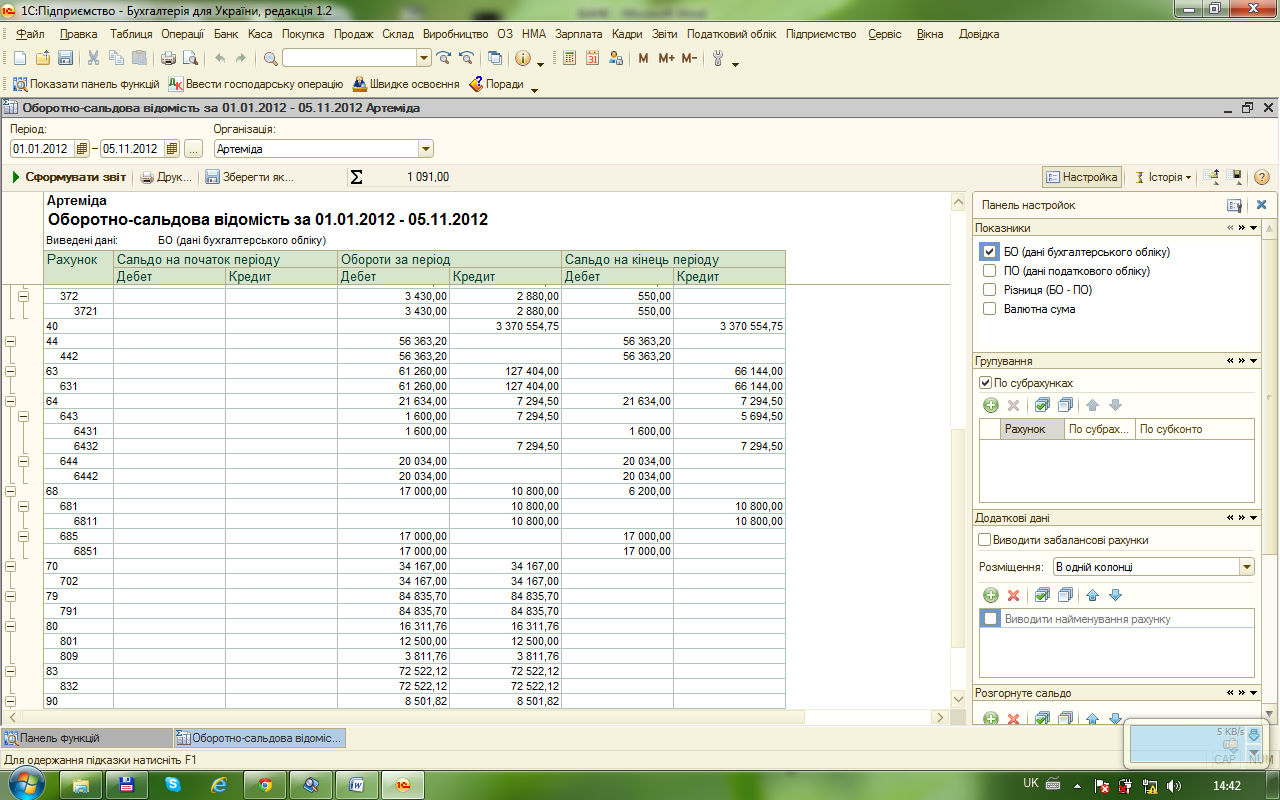 1С:Підприємство - Бухгалтерія для України, редакція 1.2
Файл Правка Таблиця Операції Банк Каса Покупка Продаж Склад Виробництво ОЗ НМА Зарплата Кадри Звіти Податковий облік Підприємство Сервіс Вікна Довідка
M M+ M-
Показати панель функцій Ввести господарську операцію Швидке освоєння Поради
Оборотно-сальдова відомість за 01.01.2012 - 05.11.2012 Артеміда
Період: Організація:
01.01.2012 – 05.11.2012 ... Артеміда
Сформувати звіт Друк... Зберегти як... Σ 1 091,00 Настройка Історія
Артеміда
Оборотно-сальдова відомість за 01.01.2012 - 05.11.2012
Виведені дані: БО (дані бухгалтерського обліку)
Рахунок Сальдо на початок періоду Обороти за період Сальдо на кінець періоду
Дебет Кредит Дебет Кредит Дебет Кредит
372 3 430,00 2 880,00 550,00
3721 3 430,00 2 880,00 550,00
40 3 370 554,75 3 370 554,75
44 56 363,20 56 363,20
442 56 363,20 56 363,20
63 61 260,00 127 404,00 66 144,00
631 61 260,00 127 404,00 66 144,00
64 21 634,00 7 294,50 21 634,00 7 294,50
643 1 600,00 7 294,50 5 694,50
6431 1 600,00 1 600,00
6432 7 294,50 7 294,50
644 20 034,00 20 034,00
6442 20 034,00 20 034,00
68 17 000,00 10 800,00 6 200,00
681 10 800,00 10 800,00
6811 10 800,00 10 800,00
685 17 000,00 17 000,00
6851 17 000,00 17 000,00
70 34 167,00 34 167,00
702 34 167,00 34 167,00
79 84 835,70 84 835,70
791 84 835,70 84 835,70
80 16 311,76 16 311,76
801 12 500,00 12 500,00
809 3 811,76 3 811,76
83 72 522,12 72 522,12
832 72 522,12 72 522,12
90 8 501,82 8 501,82
Панель настройок
Показники
БО (дані бухгалтерського обліку)
ПО (дані податкового обліку)
Різниця (БО - ПО)
Валютна сума
Групування
По субрахунках
Рахунок По субрах... По субконто
Додаткові дані
Виводити забалансові рахунки
Розміщення: В одній колонці
Виводити найменування рахунку
Розгорнуте сальдо
Панель функцій Оборотно-сальдова відоміс...
5 KB/s
Для одержання підказки натисніть F1
CAP NUM
UK 14:42